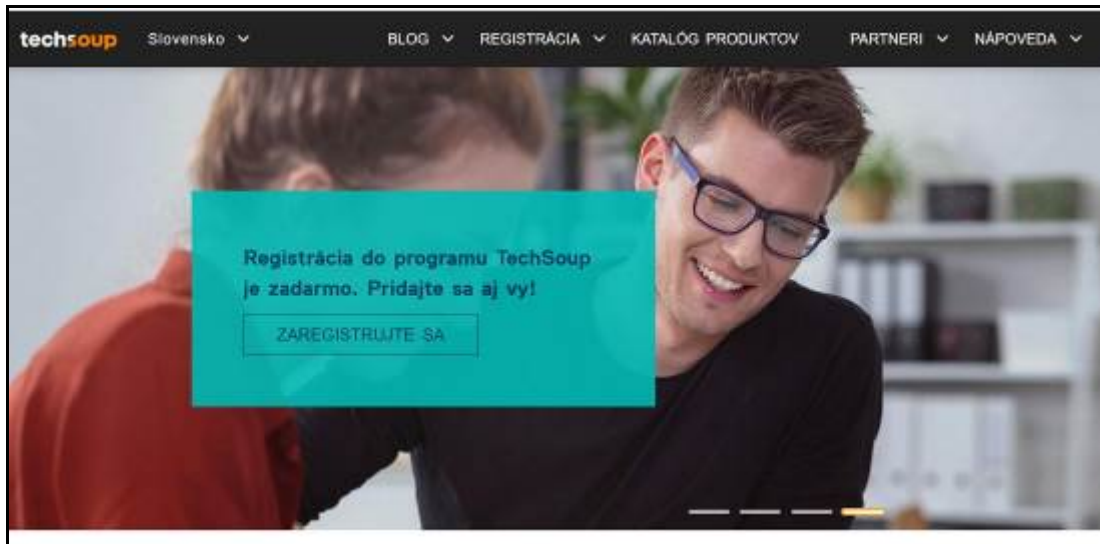 techsoup Slovensko BLOG REGISTRÁCIA KATALÓG PRODUKTOV PARTNERI NÁPOVEDA
Registrácia do programu TechSoup
je zadarmo. Pridajte sa aj vy!
ZAREGISTRUJTE SA